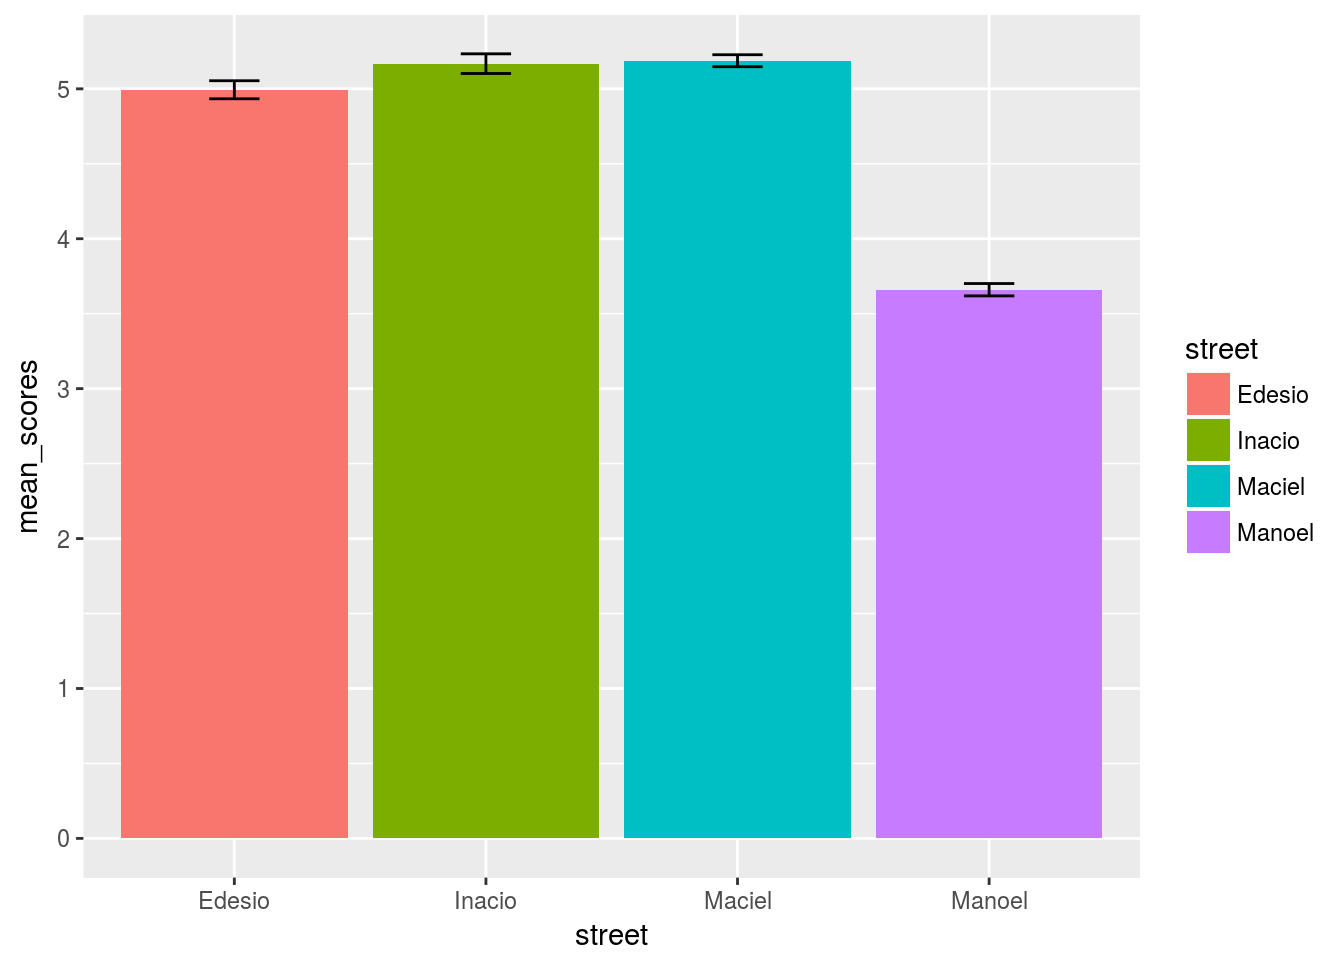 mean_scores
5
4
3
2
1
0
Edesio
Inacio
Maciel
Manoel
street
street
Edesio
Inacio
Maciel
Manoel